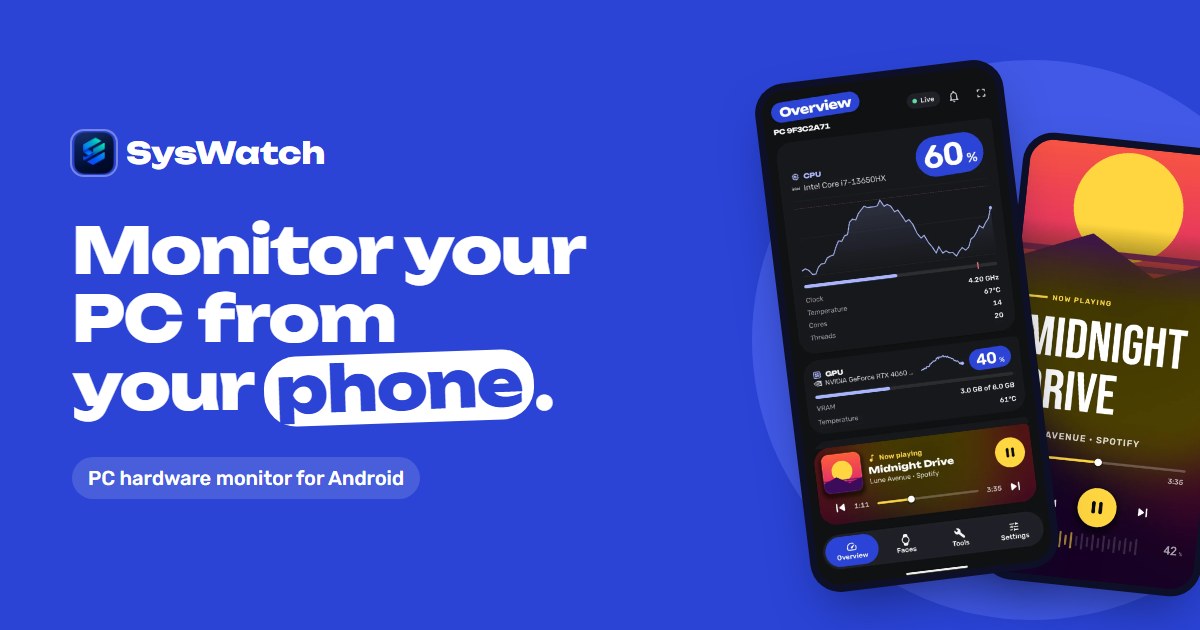 SysWatch
Monitor your
PC from
your phone.
PC hardware monitor for Android
Overview
Live
PC 9F3C2A71
CPU
Intel Core i7-13650HX
60%
Clock 4.20 GHz
Temperature 67°C
Cores 14
Threads 20
GPU
NVIDIA GeForce RTX 4060 ...
40%
VRAM 3.0 GB of 8.0 GB
Temperature 61°C
Now playing
Midnight Drive
Lune Avenue • Spotify
1:11 3:35
Overview Faces Tools Settings
NOW PLAYING
MIDNIGHT
DRIVE
AVENUE • SPOTIFY
3:35
42%